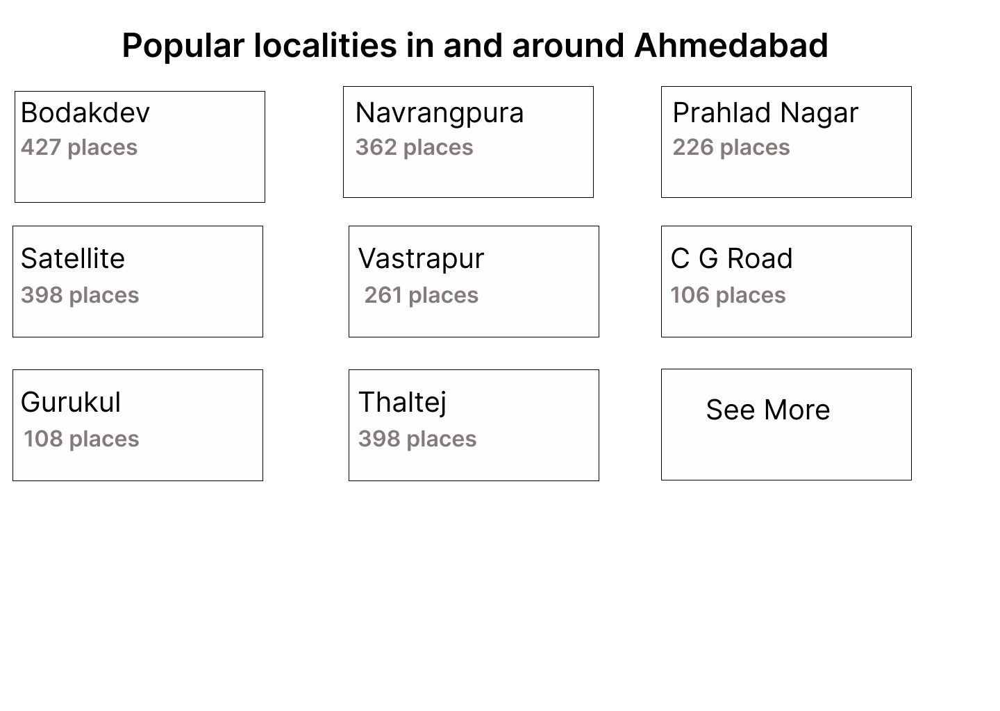 Popular localities in and around Ahmedabad
Bodakdev
427 places
Navrangpura
362 places
Prahlad Nagar
226 places
Satellite
398 places
Vastrapur
261 places
C G Road
106 places
Gurukul
108 places
Thaltej
398 places
See More